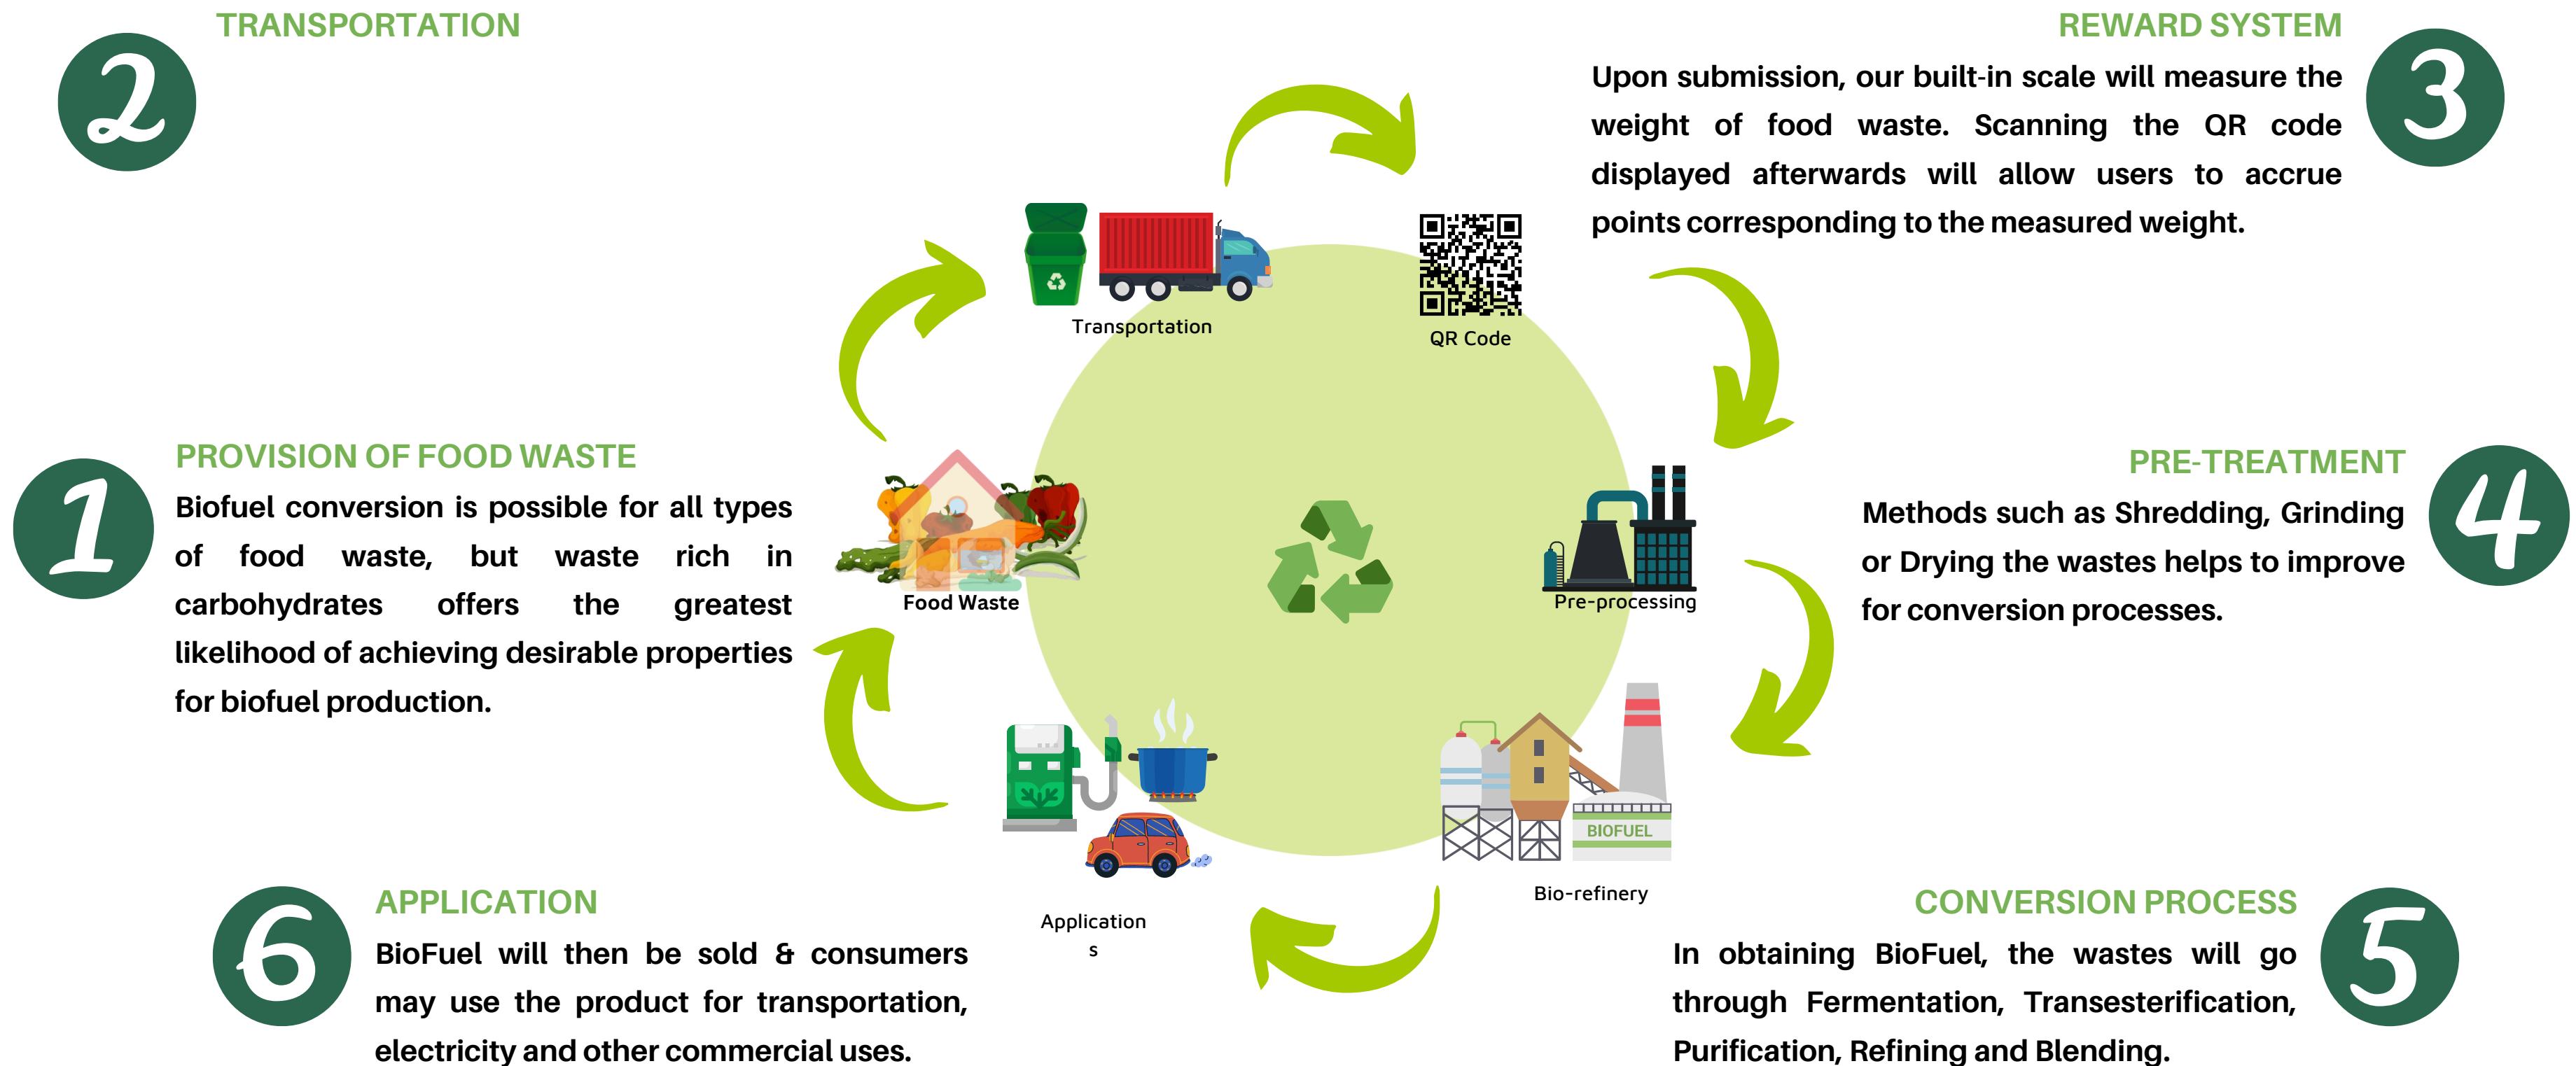 2
TRANSPORTATION
REWARD SYSTEM
3
Upon submission, our built-in scale will measure the
weight of food waste. Scanning the QR code
displayed afterwards will allow users to accrue
points corresponding to the measured weight.
Transportation
QR Code
1
PROVISION OF FOOD WASTE
Biofuel conversion is possible for all types
of food waste, but waste rich in
carbohydrates offers the greatest
likelihood of achieving desirable properties
for biofuel production.
Food Waste
Pre-processing
PRE-TREATMENT
4
Methods such as Shredding, Grinding
or Drying the wastes helps to improve
for conversion processes.
BIOFUEL
Bio-refinery
Application
s
6
APPLICATION
BioFuel will then be sold & consumers
may use the product for transportation,
electricity and other commercial uses.
CONVERSION PROCESS
5
In obtaining BioFuel, the wastes will go
through Fermentation, Transesterification,
Purification, Refining and Blending.